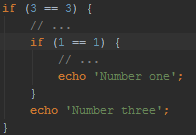 if (3 == 3) {
    // ...
    if (1 == 1) {
        // ...
        echo 'Number one';
    }
    echo 'Number three';
}